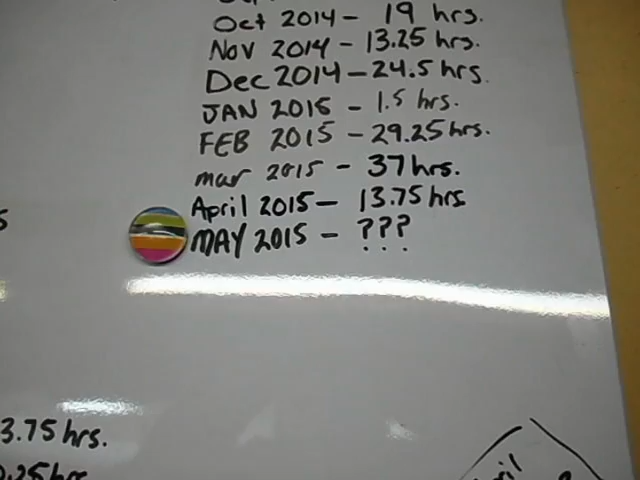 Oct 2014 - 19 hrs.
Nov 2014 - 13.25 hrs.
Dec 2014 - 24.5 hrs.
JAN 2015 - 1.5 hrs.
FEB 2015 - 29.25 hrs.
mar 2015 - 37 hrs.
April 2015 - 13.75 hrs
MAY 2015 - ???
3.75 hrs.
.25 hrs